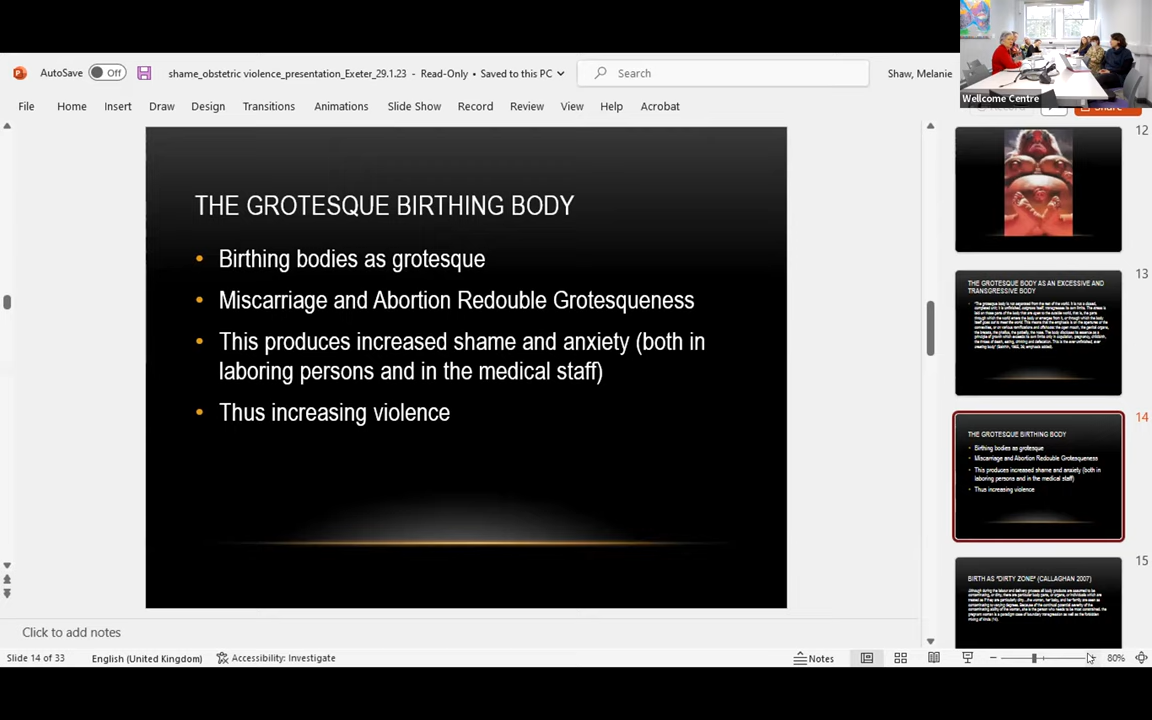 AutoSave
Off
shame_obstetric violence_presentation_Exeter_29.1.23 - Read-Only • Saved to this PC
Search
Shaw, Melanie
Wellcome Centre
File Home Insert Draw Design Transitions Animations Slide Show Record Review View Help Acrobat
Share
THE GROTESQUE BIRTHING BODY
• Birthing bodies as grotesque
• Miscarriage and Abortion Redouble Grotesqueness
• This produces increased shame and anxiety (both in
laboring persons and in the medical staff)
• Thus increasing violence
12
13
THE GROTESQUE BODY AS AN EXCESSIVE AND
TRANSGRESSIVE BODY
14
THE GROTESQUE BIRTHING BODY
• Birthing bodies as grotesque
• Miscarriage and Abortion Redouble Grotesqueness
• This produces increased shame and anxiety (both in
laboring persons and in the medical staff)
• Thus increasing violence
15
BIRTH AS "DIRTY ZONE" (CALLAGHAN 2007)
Click to add notes
Slide 14 of 33
English (United Kingdom)
Accessibility: Investigate
Notes
80%